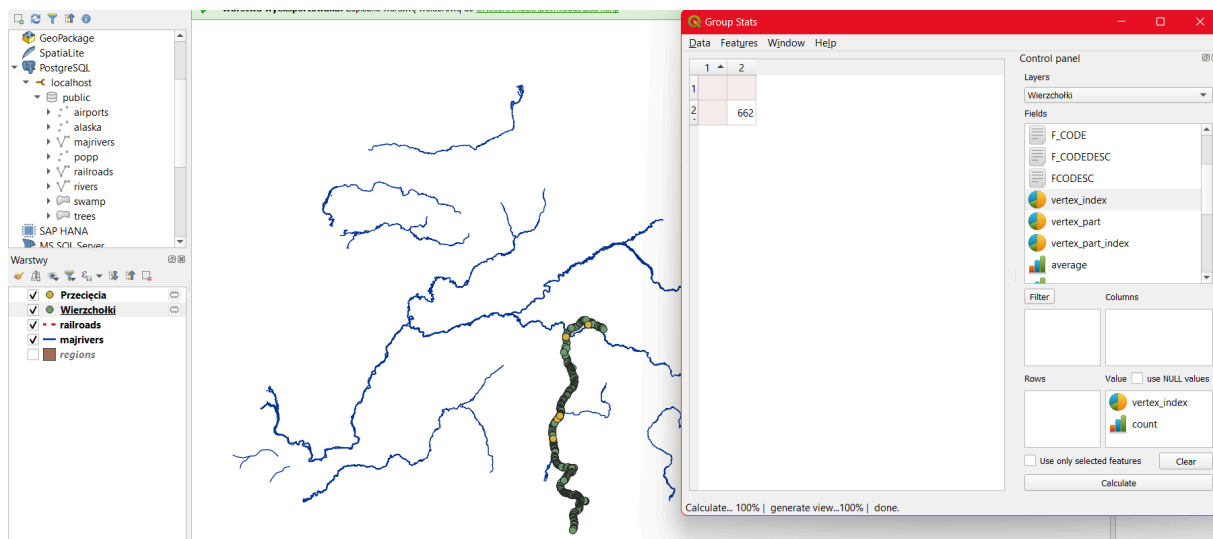 GeoPackage
SpatiaLite
PostgreSQL
localhost
public
airports
alaska
majrivers
popp
railroads
rivers
swamp
trees
SAP HANA
MS SQL Server
Warstwy
Przecięcia
Wierzchołki
railroads
majrivers
regions
Group Stats
Data Features Window Help
1 2
1
2 662
Calculate... 100% | generate view...100% | done.
Control panel
Layers
Wierzchołki
Fields
F_CODE
F_CODEDESC
FCODESC
vertex_index
vertex_part
vertex_part_index
average
Filter Columns
Rows Value use NULL values
vertex_index
count
Use only selected features Clear
Calculate